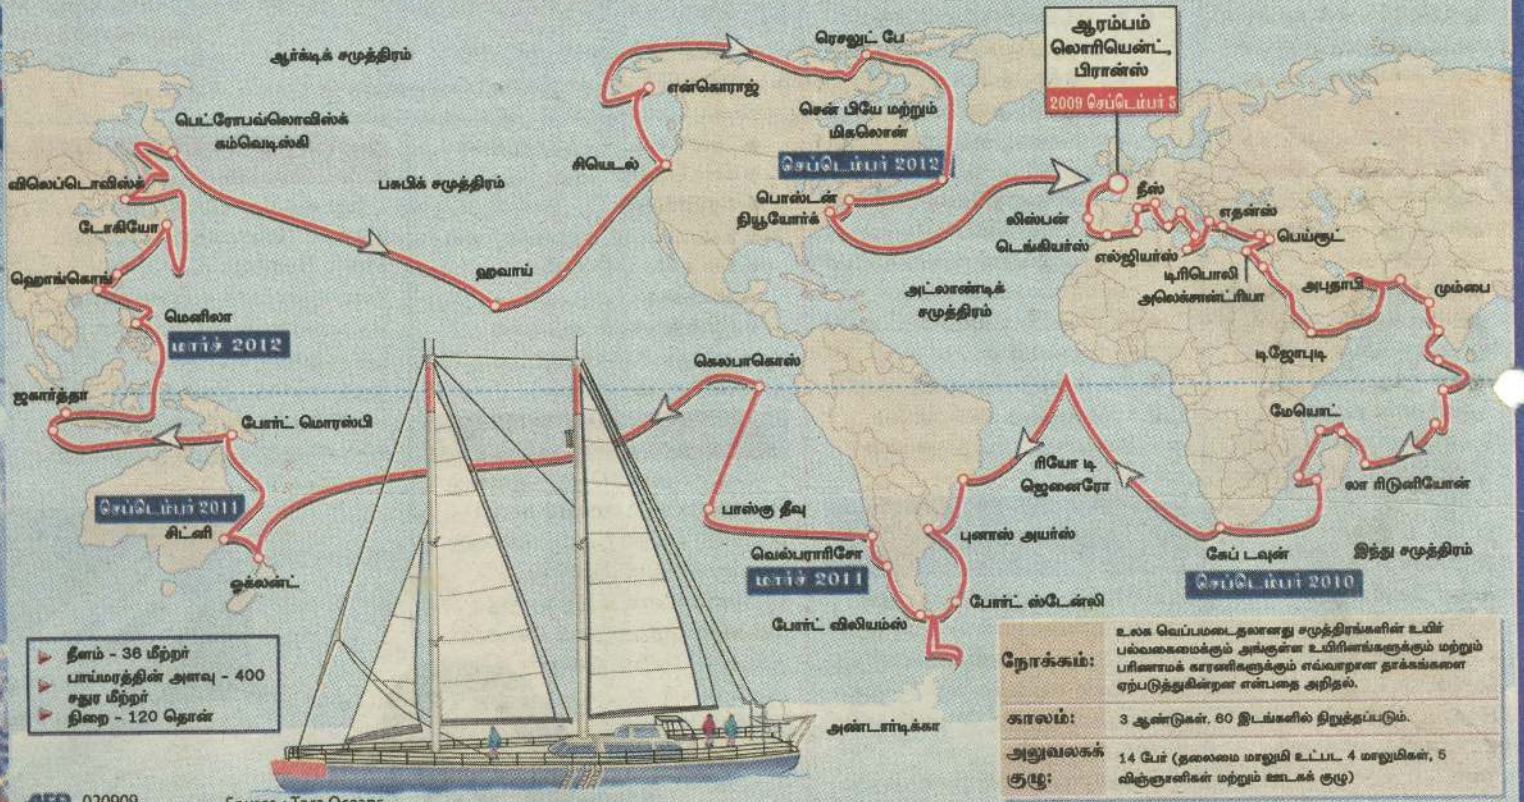 ஆர்க்டிக் சமுத்திரம்
ரெசலுட் பே
ஆரம்பம்
லொரியென்ட்,
பிரான்ஸ்
2009 செப்டெம்பர் 5
என்கொராஜ்
சென் பியே மற்றும்
மிகலொன்
செப்டெம்பர் 2012
பெட்ரோபவ்லொவிஸ்க்
கம்வெடிஸ்கி
சியெடல்
விலெப்டொவிஸ்க்
பசுபிக் சமுத்திரம்
பொஸ்டன்
நியூயோர்க்
டோகியோ
ஹொங்கொங்
ஹவாய்
லிஸ்பன்
டெங்கியர்ஸ்
நீஸ்
எதன்ஸ்
பெய்ரூட்
எல்ஜியர்ஸ்
டிரிபொலி
அலெக்சான்ட்ரியா
அபுதாபி
மும்பை
அட்லாண்டிக்
சமுத்திரம்
டிஜோபுடி
மெனிலா
மார்ச் 2012
கெலபாகொஸ்
ஜகார்த்தா
போர்ட் மொரஸ்பி
மேயொட்
லா ரிடுனியோன்
ரியோ டி
ஜெனைரோ
செப்டெம்பர் 2011
சிட்னி
ஒக்லன்ட்
பாஸ்கு தீவு
வெல்பராரிசோ
மார்ச் 2011
புனாஸ் அயர்ஸ்
கேப் டவுன்
செப்டெம்பர் 2010
இந்து சமுத்திரம்
போர்ட் ஸ்டேன்லி
போர்ட் விலியம்ஸ்
அண்டார்டிக்கா
நீளம் - 36 மீற்றர்
பாய்மரத்தின் அளவு - 400
சதுர மீற்றர்
நிறை - 120 தொன்
நோக்கம்:
உலக வெப்பமடைதலானது சமுத்திரங்களின் உயிர்
பல்வகைமைக்கும் அங்குள்ள உயிரினங்களுக்கும் மற்றும்
பரிணாமக் காரணிகளுக்கும் எவ்வாறான தாக்கங்களை
ஏற்படுத்துகின்றன என்பதை அறிதல்.
காலம்:
3 ஆண்டுகள். 60 இடங்களில் நிறுத்தப்படும்.
அலுவலகக்
குழு:
14 பேர் (தலைமை மாலுமி உட்பட 4 மாலுமிகள், 5
விஞ்ஞானிகள் மற்றும் ஊடகக் குழு)
AFP 020909
Source : Tara Oceans